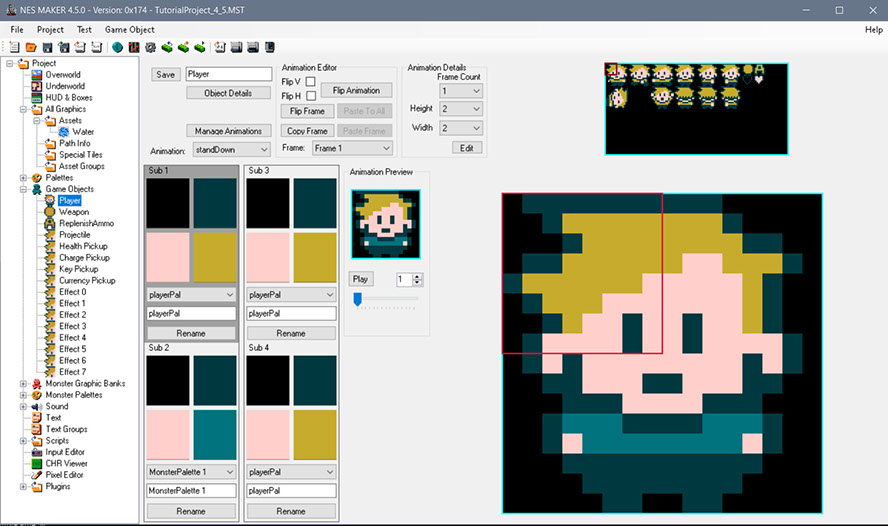 NES MAKER 4.5.0 - Version: 0x174 - TutorialProject_4_5.MST
File Project Test Game Object Help
Project
Overworld
Underworld
HUD & Boxes
All Graphics
Assets
Water
Path Info
Special Tiles
Asset Groups
Palettes
Game Objects
Player
Weapon
ReplenishAmmo
Projectile
Health Pickup
Charge Pickup
Key Pickup
Currency Pickup
Effect 0
Effect 1
Effect 2
Effect 3
Effect 4
Effect 5
Effect 6
Effect 7
Monster Graphic Banks
Monster Palettes
Sound
Text
Text Groups
Scripts
Input Editor
CHR Viewer
Pixel Editor
Plugins
Save Player
Object Details
Manage Animations
Animation: standDown
Animation Editor
Flip V
Flip H
Flip Animation
Flip Frame Paste To All
Copy Frame Paste Frame
Frame: Frame 1
Animation Details
Frame Count
1
Height 2
Width 2
Edit
Sub 1
playerPal
playerPal
Rename
Sub 3
playerPal
playerPal
Rename
Sub 2
MonsterPalette 1
MonsterPalette 1
Rename
Sub 4
playerPal
playerPal
Rename
Animation Preview
Play 1